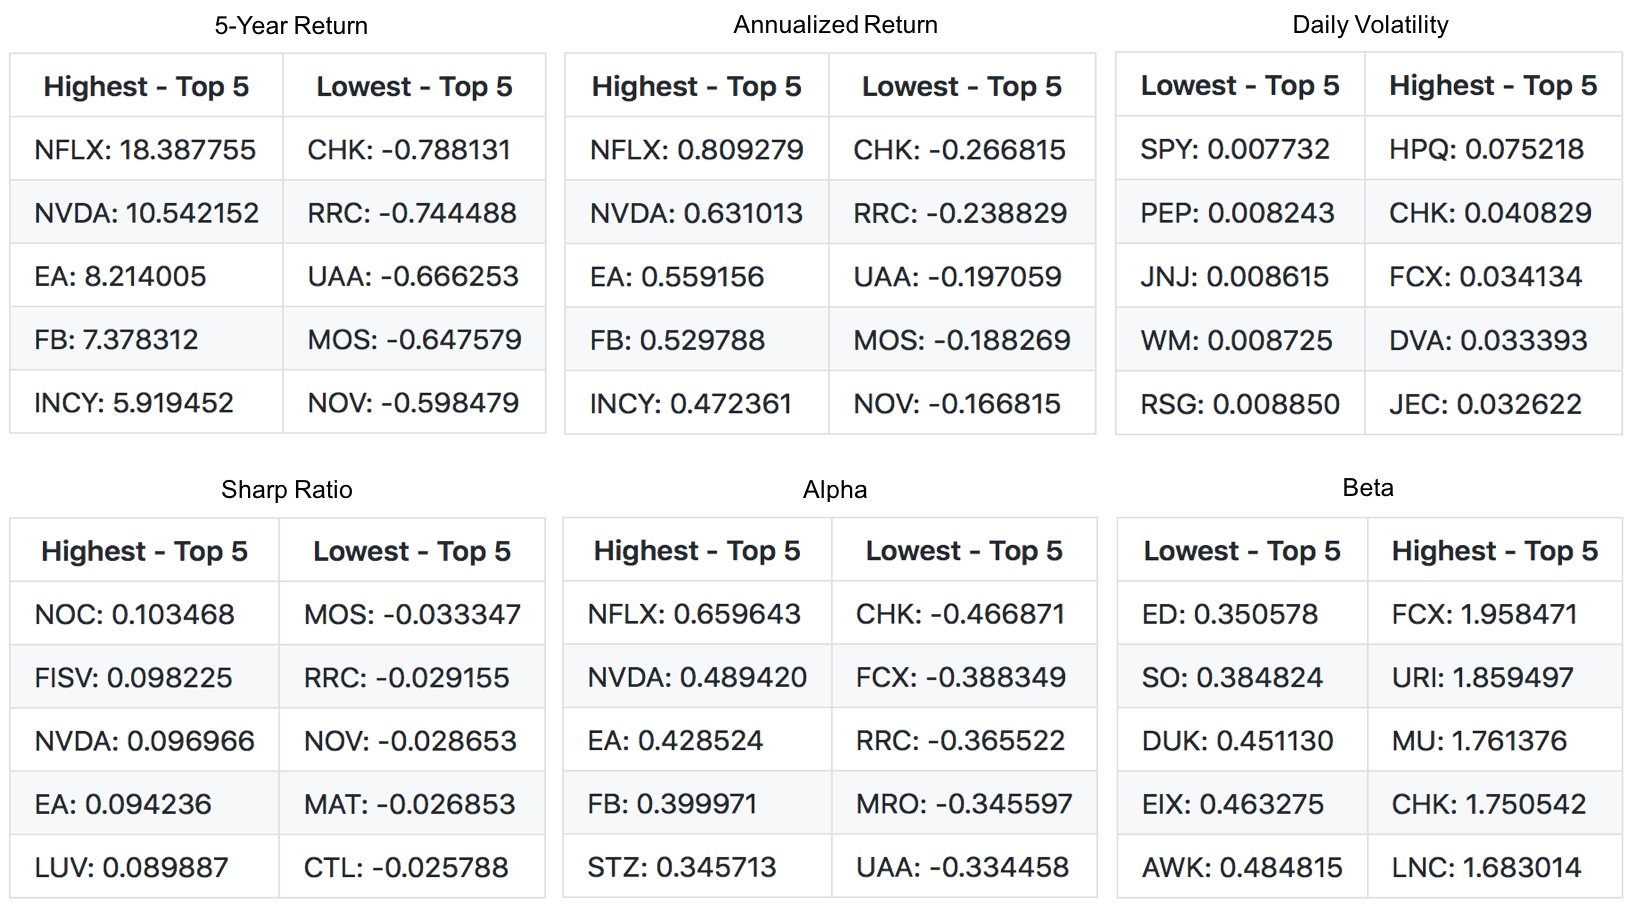 5-Year Return
Highest - Top 5 Lowest - Top 5
NFLX: 18.387755 CHK: -0.788131
NVDA: 10.542152 RRC: -0.744488
EA: 8.214005 UAA: -0.666253
FB: 7.378312 MOS: -0.647579
INCY: 5.919452 NOV: -0.598479
Annualized Return
Highest - Top 5 Lowest - Top 5
NFLX: 0.809279 CHK: -0.266815
NVDA: 0.631013 RRC: -0.238829
EA: 0.559156 UAA: -0.197059
FB: 0.529788 MOS: -0.188269
INCY: 0.472361 NOV: -0.166815
Daily Volatility
Lowest - Top 5 Highest - Top 5
SPY: 0.007732 HPQ: 0.075218
PEP: 0.008243 CHK: 0.040829
JNJ: 0.008615 FCX: 0.034134
WM: 0.008725 DVA: 0.033393
RSG: 0.008850 JEC: 0.032622
Sharp Ratio
Highest - Top 5 Lowest - Top 5
NOC: 0.103468 MOS: -0.033347
FISV: 0.098225 RRC: -0.029155
NVDA: 0.096966 NOV: -0.028653
EA: 0.094236 MAT: -0.026853
LUV: 0.089887 CTL: -0.025788
Alpha
Highest - Top 5 Lowest - Top 5
NFLX: 0.659643 CHK: -0.466871
NVDA: 0.489420 FCX: -0.388349
EA: 0.428524 RRC: -0.365522
FB: 0.399971 MRO: -0.345597
STZ: 0.345713 UAA: -0.334458
Beta
Lowest - Top 5 Highest - Top 5
ED: 0.350578 FCX: 1.958471
SO: 0.384824 URI: 1.859497
DUK: 0.451130 MU: 1.761376
EIX: 0.463275 CHK: 1.750542
AWK: 0.484815 LNC: 1.683014